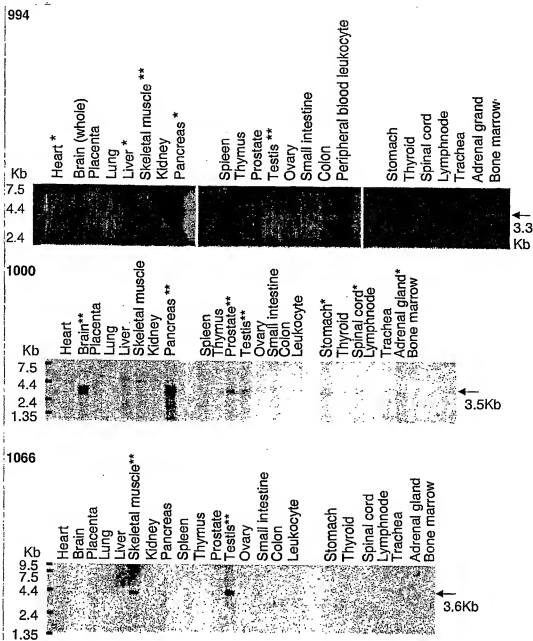 994
Heart *
Brain (whole)
Placenta
Lung
Liver *
Skeletal muscle **
Kidney
Pancreas *
Spleen
Thymus
Prostate
Testis **
Ovary
Small intestine
Colon
Peripheral blood leukocyte
Stomach
Thyroid
Spinal cord
Lymphnode
Trachea
Adrenal grand
Bone marrow
Kb
7.5
4.4
2.4
3.3
Kb
1000
Heart
Brain**
Placenta
Lung
Liver
Skeletal muscle
Kidney
Pancreas **
Spleen
Thymus
Prostate**
Testis**
Ovary
Small intestine
Colon
Leukocyte
Stomach*
Thyroid
Spinal cord*
Lymphnode
Trachea
Adrenal gland*
Bone marrow
Kb
7.5
4.4
2.4
1.35
3.5Kb
1066
Heart
Brain
Placenta
Lung
Liver
Skeletal muscle**
Kidney
Pancreas
Spleen
Thymus
Prostate
Testis**
Ovary
Small intestine
Colon
Leukocyte
Stomach
Thyroid
Spinal cord
Lymphnode
Trachea
Adrenal gland
Bone marrow
Kb
9.5
7.5
4.4
2.4
1.35
3.6Kb